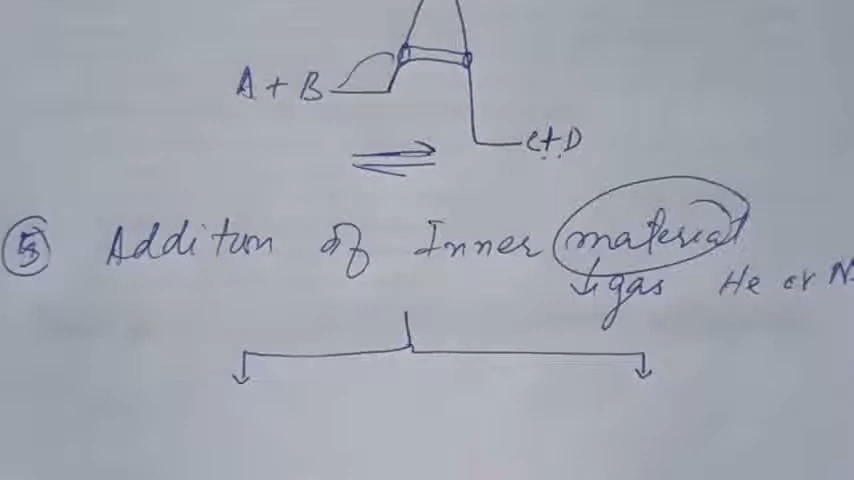 A + B
C+D
⑤ Addition of Inner material
gas He or N